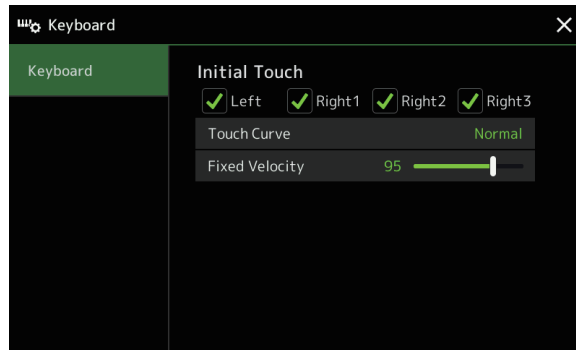 Keyboard
Keyboard
Initial Touch
Left Right1 Right2 Right3
Touch Curve Normal
Fixed Velocity 95